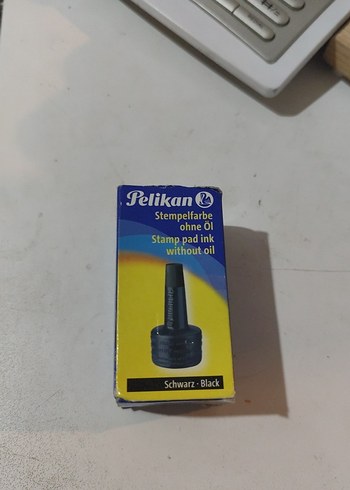 Pelikan
Stempelfarbe
ohne Öl
Stamp pad ink
without oil
Schwarz · Black